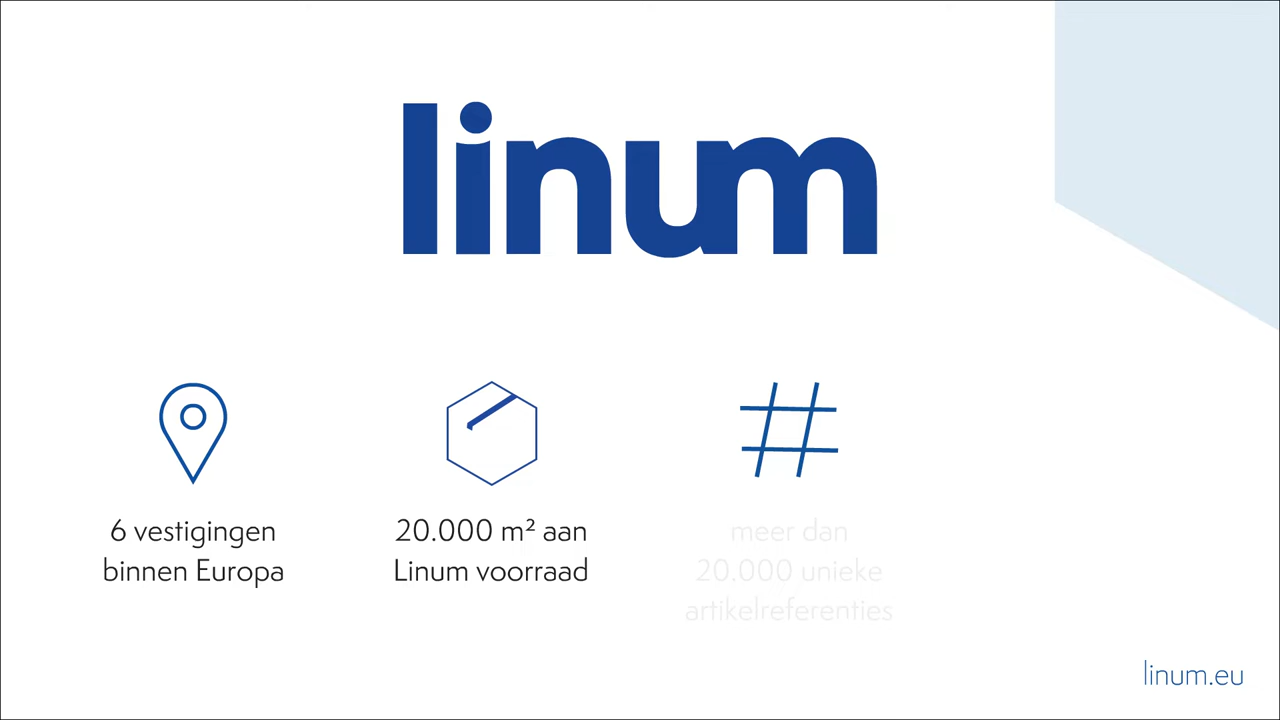 linum
6 vestigingen
binnen Europa
20.000 m² aan
Linum voorraad
#
meer dan
20.000 unieke
artikelreferenties
linum.eu